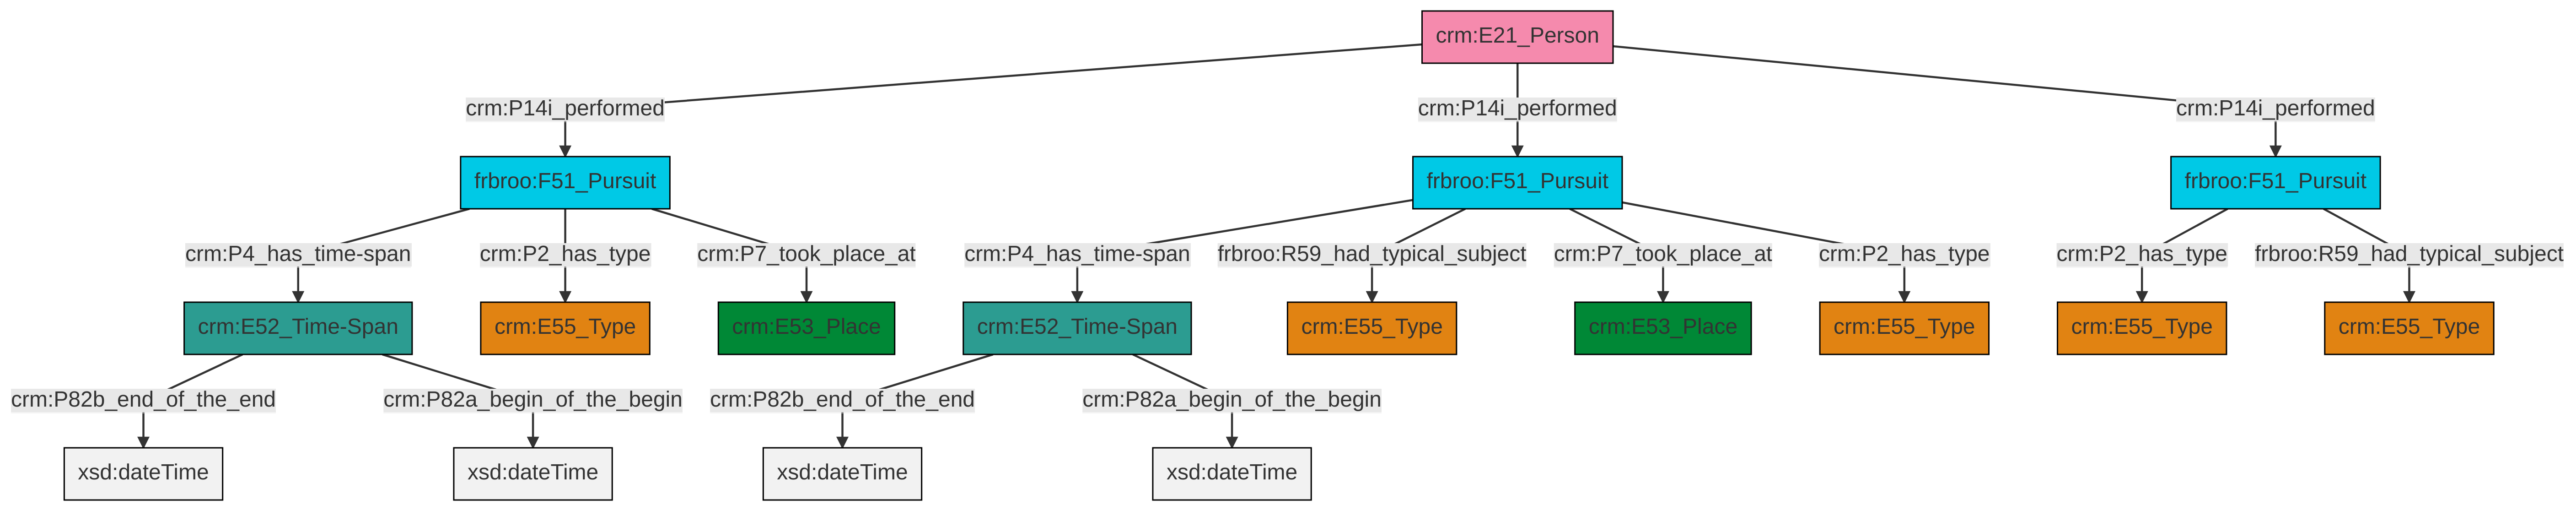 crm:E21_Person
crm:P14i_performed
crm:P14i_performed
crm:P14i_performed
frbroo:F51_Pursuit
frbroo:F51_Pursuit
frbroo:F51_Pursuit
crm:P4_has_time-span
crm:P2_has_type
crm:P7_took_place_at
crm:P4_has_time-span
frbroo:R59_had_typical_subject
crm:P7_took_place_at
crm:P2_has_type
crm:P2_has_type
frbroo:R59_had_typical_subject
crm:E52_Time-Span
crm:E55_Type
crm:E53_Place
crm:E52_Time-Span
crm:E55_Type
crm:E53_Place
crm:E55_Type
crm:E55_Type
crm:E55_Type
crm:P82b_end_of_the_end
crm:P82a_begin_of_the_begin
crm:P82b_end_of_the_end
crm:P82a_begin_of_the_begin
xsd:dateTime
xsd:dateTime
xsd:dateTime
xsd:dateTime